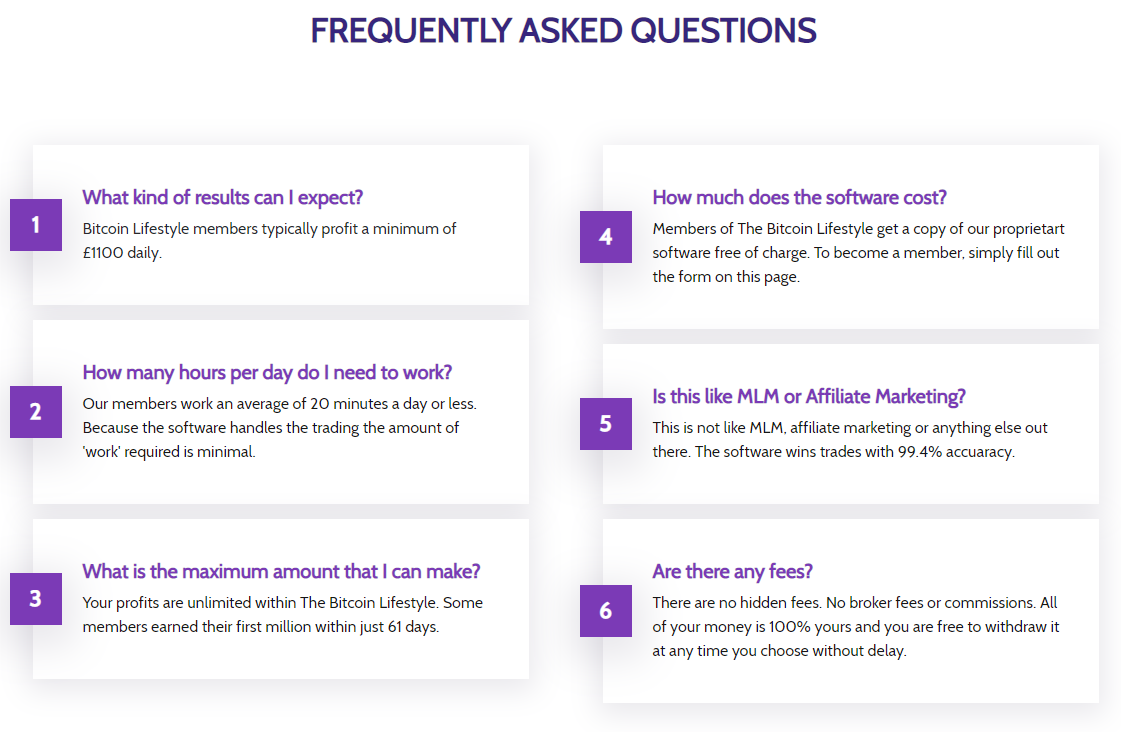 FREQUENTLY ASKED QUESTIONS
1
What kind of results can I expect?
Bitcoin Lifestyle members typically profit a minimum of
£1100 daily.
2
How many hours per day do I need to work?
Our members work an average of 20 minutes a day or less.
Because the software handles the trading the amount of
'work' required is minimal.
3
What is the maximum amount that I can make?
Your profits are unlimited within The Bitcoin Lifestyle. Some
members earned their first million within just 61 days.
4
How much does the software cost?
Members of The Bitcoin Lifestyle get a copy of our proprietart
software free of charge. To become a member, simply fill out
the form on this page.
5
Is this like MLM or Affiliate Marketing?
This is not like MLM, affiliate marketing or anything else out
there. The software wins trades with 99.4% accuaracy.
6
Are there any fees?
There are no hidden fees. No broker fees or commissions. All
of your money is 100% yours and you are free to withdraw it
at any time you choose without delay.